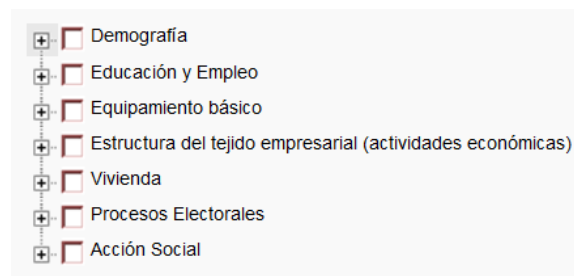 Demografía
Educación y Empleo
Equipamiento básico
Estructura del tejido empresarial (actividades económicas)
Vivienda
Procesos Electorales
Acción Social